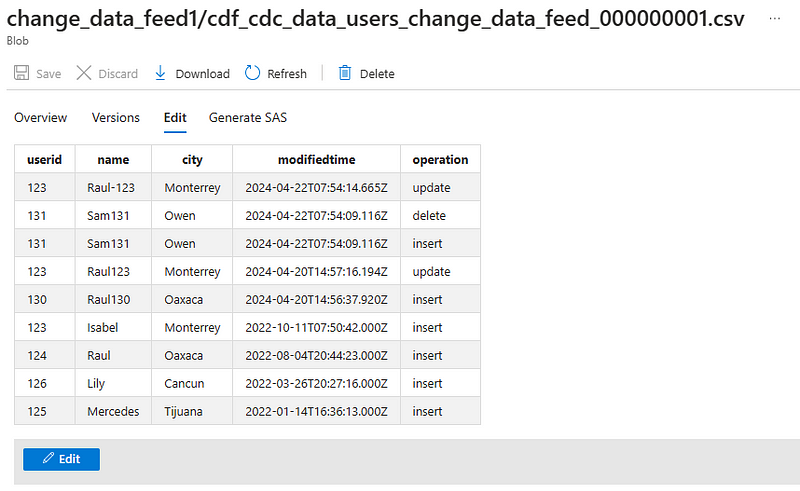 change_data_feed1/cdf_cdc_data_users_change_data_feed_000000001.csv ...
Blob
Save Discard Download Refresh Delete
Overview Versions Edit Generate SAS
userid name city modifiedtime operation
123 Raul-123 Monterrey 2024-04-22T07:54:14.665Z update
131 Sam131 Owen 2024-04-22T07:54:09.116Z delete
131 Sam131 Owen 2024-04-22T07:54:09.116Z insert
123 Raul123 Monterrey 2024-04-20T14:57:16.194Z update
130 Raul130 Oaxaca 2024-04-20T14:56:37.920Z insert
123 Isabel Monterrey 2022-10-11T07:50:42.000Z insert
124 Raul Oaxaca 2022-08-04T20:44:23.000Z insert
126 Lily Cancun 2022-03-26T20:27:16.000Z insert
125 Mercedes Tijuana 2022-01-14T16:36:13.000Z insert
Edit